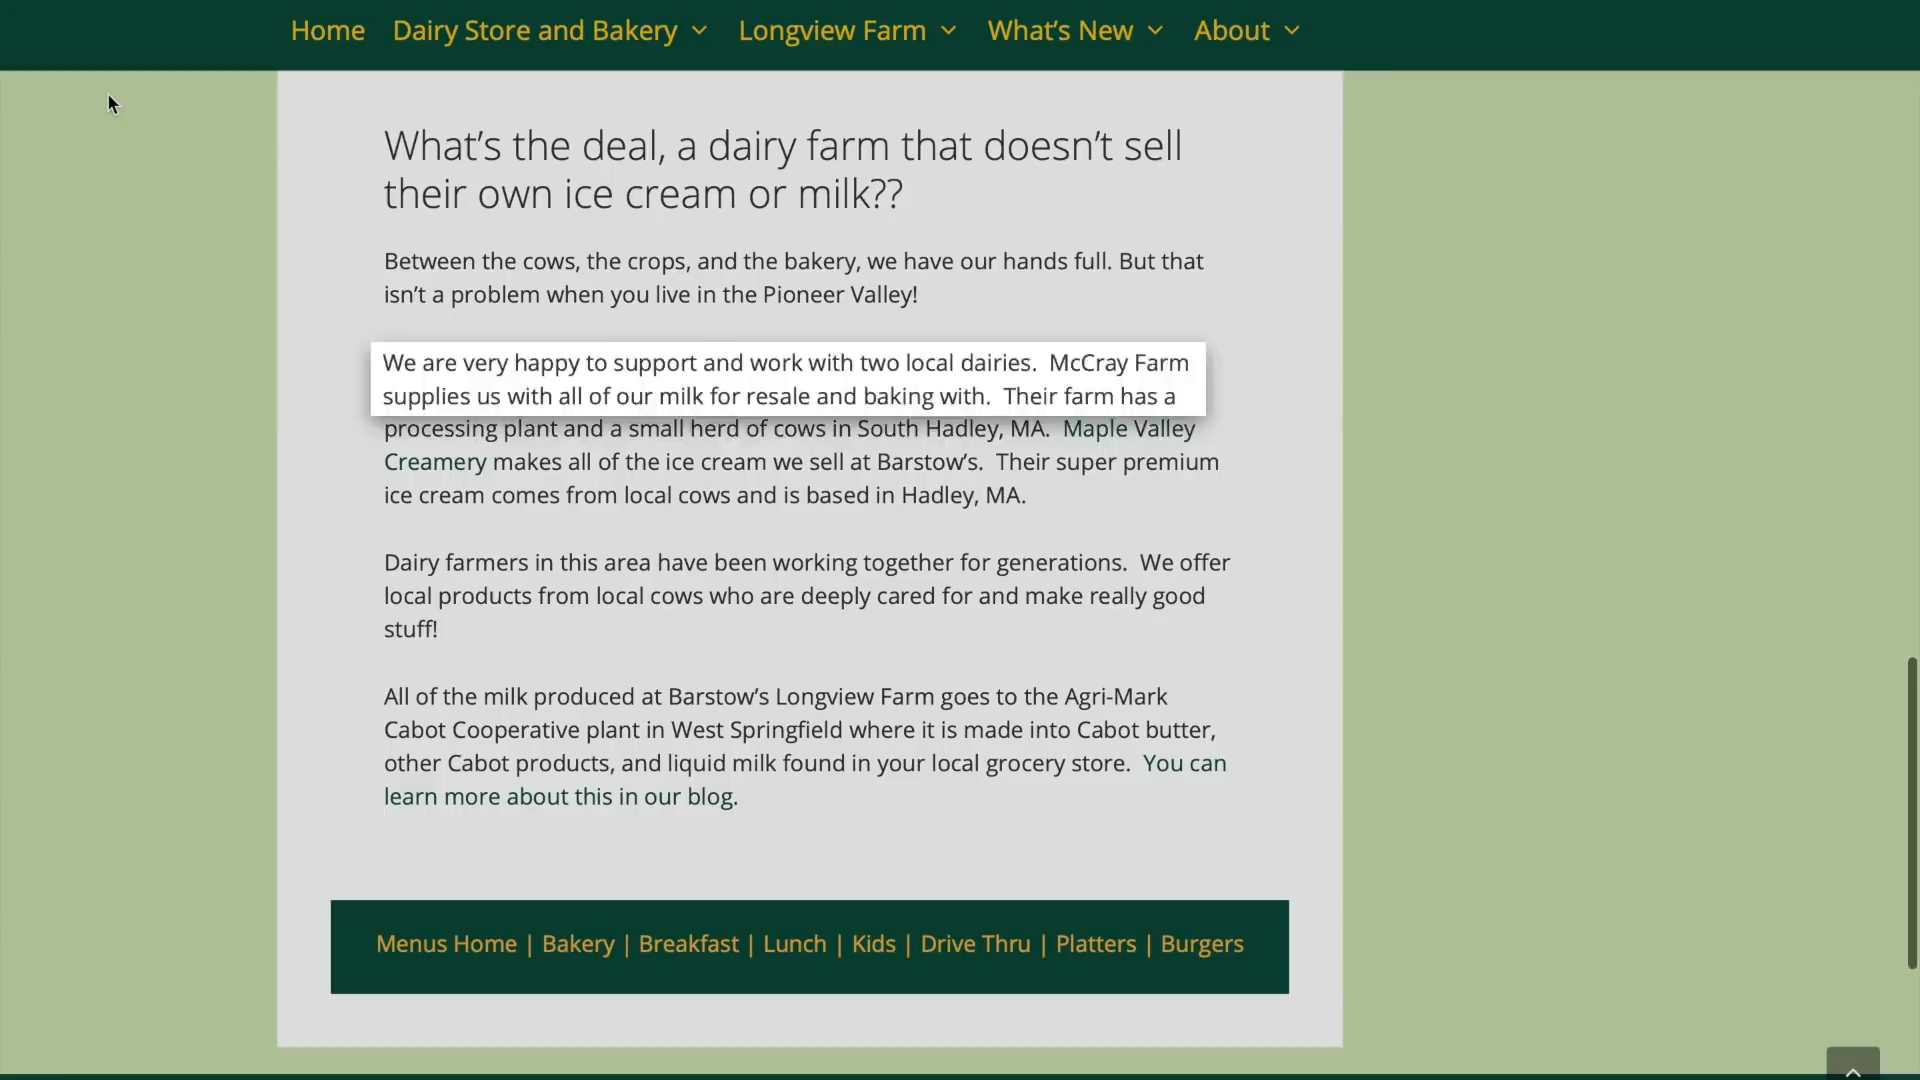 Home Dairy Store and Bakery Longview Farm What’s New About
What’s the deal, a dairy farm that doesn’t sell
their own ice cream or milk??
Between the cows, the crops, and the bakery, we have our hands full. But that
isn’t a problem when you live in the Pioneer Valley!
We are very happy to support and work with two local dairies. McCray Farm
supplies us with all of our milk for resale and baking with. Their farm has a
processing plant and a small herd of cows in South Hadley, MA. Maple Valley
Creamery makes all of the ice cream we sell at Barstow’s. Their super premium
ice cream comes from local cows and is based in Hadley, MA.
Dairy farmers in this area have been working together for generations. We offer
local products from local cows who are deeply cared for and make really good
stuff!
All of the milk produced at Barstow’s Longview Farm goes to the Agri-Mark
Cabot Cooperative plant in West Springfield where it is made into Cabot butter,
other Cabot products, and liquid milk found in your local grocery store. You can
learn more about this in our blog.
Menus Home | Bakery | Breakfast | Lunch | Kids | Drive Thru | Platters | Burgers